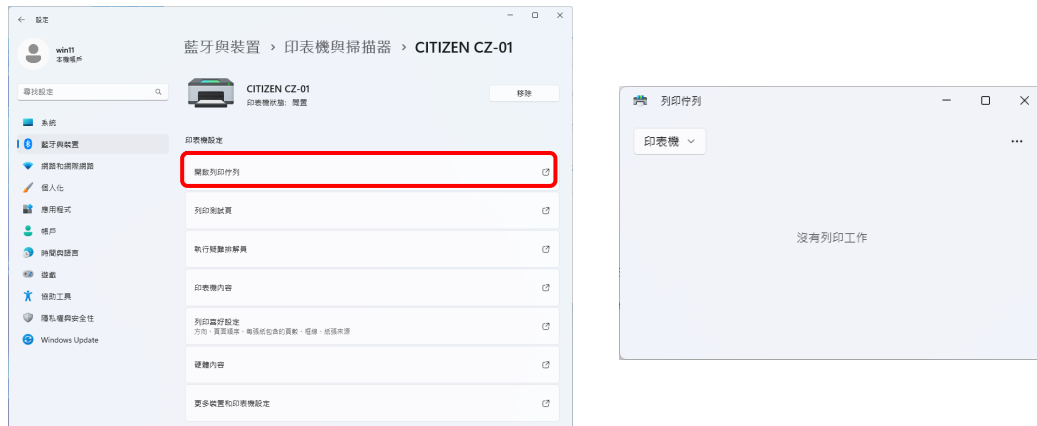 設定
win11
本機帳戶
尋找設定
系統
藍牙與裝置
網路和網際網路
個人化
應用程式
帳戶
時間與語言
遊戲
協助工具
隱私權與安全性
Windows Update
藍牙與裝置 › 印表機與掃描器 › CITIZEN CZ-01
CITIZEN CZ-01
印表機狀態: 閒置
移除
印表機設定
開啟列印佇列
列印測試頁
執行疑難排解員
印表機內容
列印喜好設定
方向、頁面順序、每張紙包含的頁數、框線、紙張來源
硬體內容
更多裝置和印表機設定
列印佇列
印表機
沒有列印工作